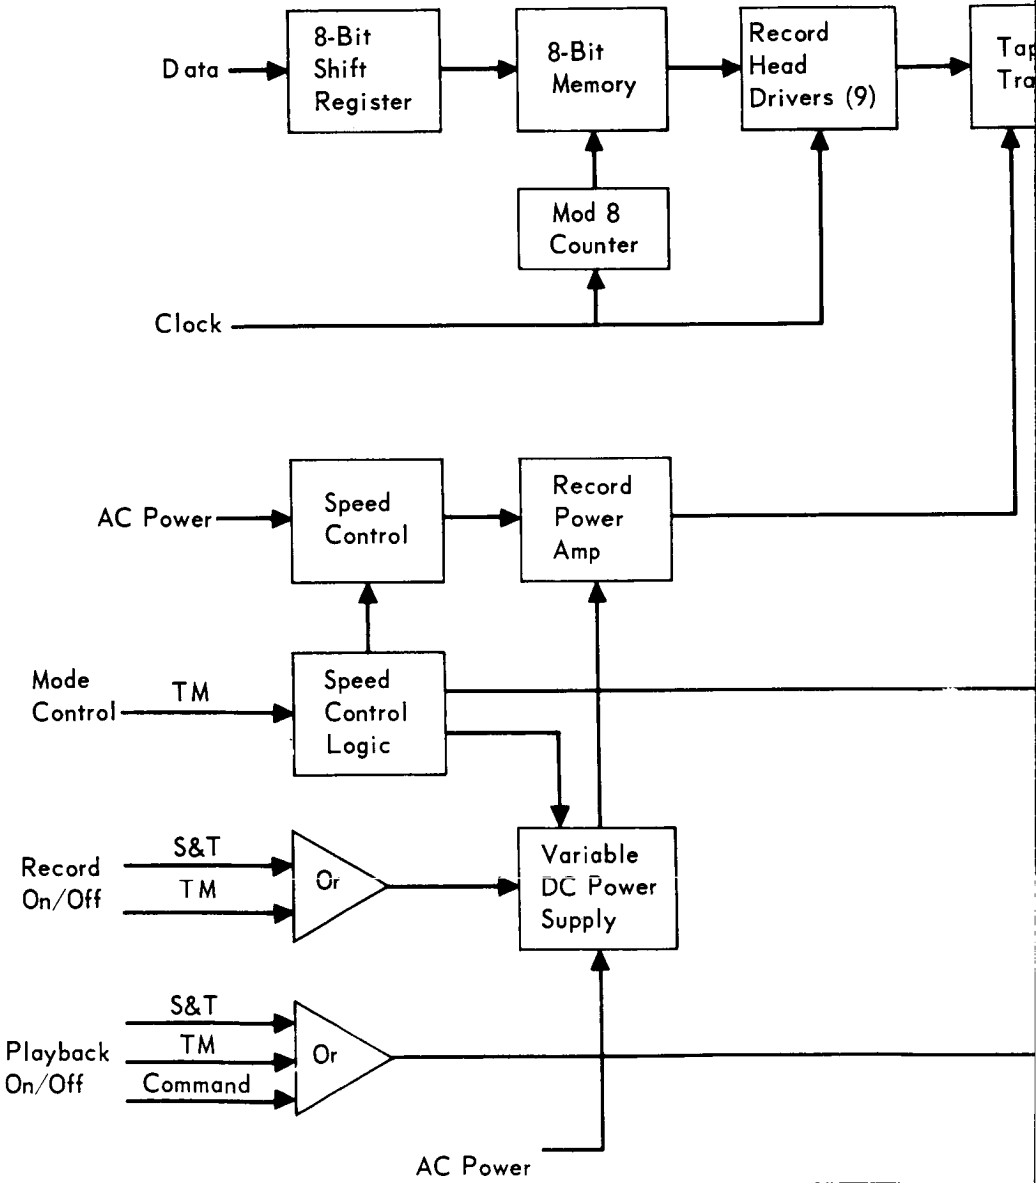 8-Bit
Shift
Register
8-Bit
Memory
Record
Head
Drivers (9)
Data
Mod 8
Counter
Clock
AC Power
Speed
Control
Record
Power
Amp
Mode
Control
TM
Speed
Control
Logic
Record
On/Off
S&T
TM
Or
Variable
DC Power
Supply
Playback
On/Off
S&T
TM
Command
Or
AC Power